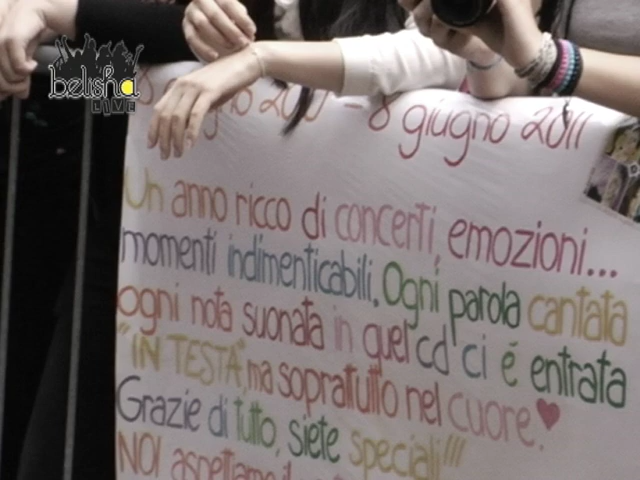 belisha
LIVE
8 giugno 2011
Un anno ricco di concerti, emozioni...
momenti indimenticabili. Ogni parola cantata
ogni nota suonata in quel cd ci é entrata
"IN TESTA" ma soprattutto nel cuore.♥
Grazie di tutto, siete speciali!!!
NOI aspettiamo